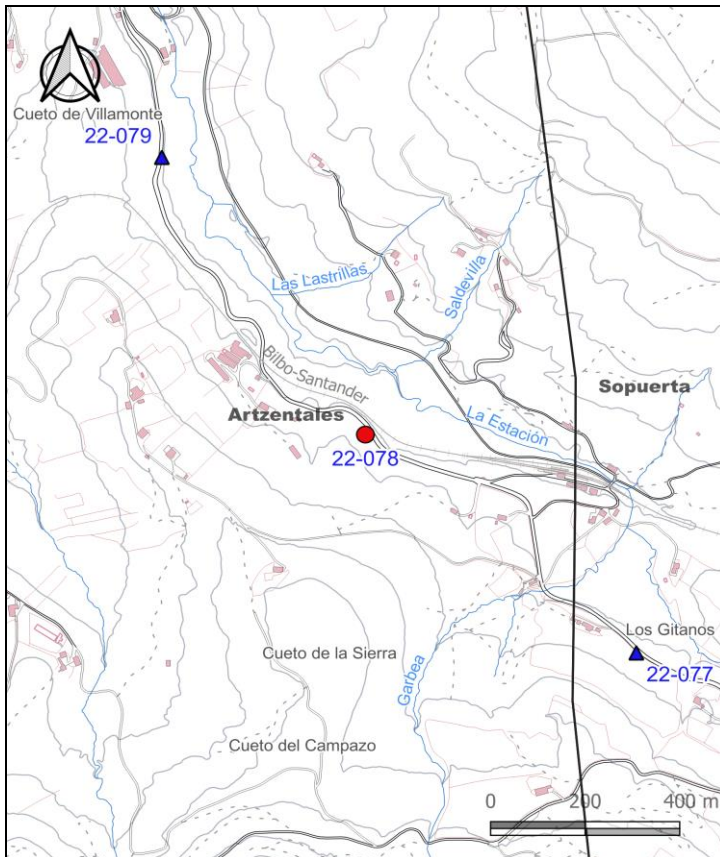 Cueto de Villamonte
22-079
Las Lastrillas
Saldevilla
Bilbo-Santander
Sopuerta
Artzentales
La Estación
22-078
Los Gitanos
Cueto de la Sierra
22-077
Garbea
Cueto del Campazo
0 200 400 m